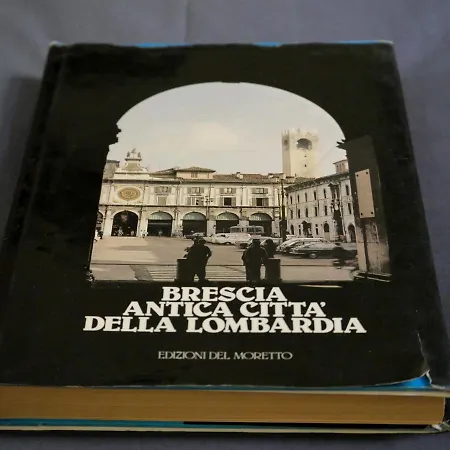 BRESCIA
ANTICA CITTA'
DELLA LOMBARDIA
EDIZIONI DEL MORETTO